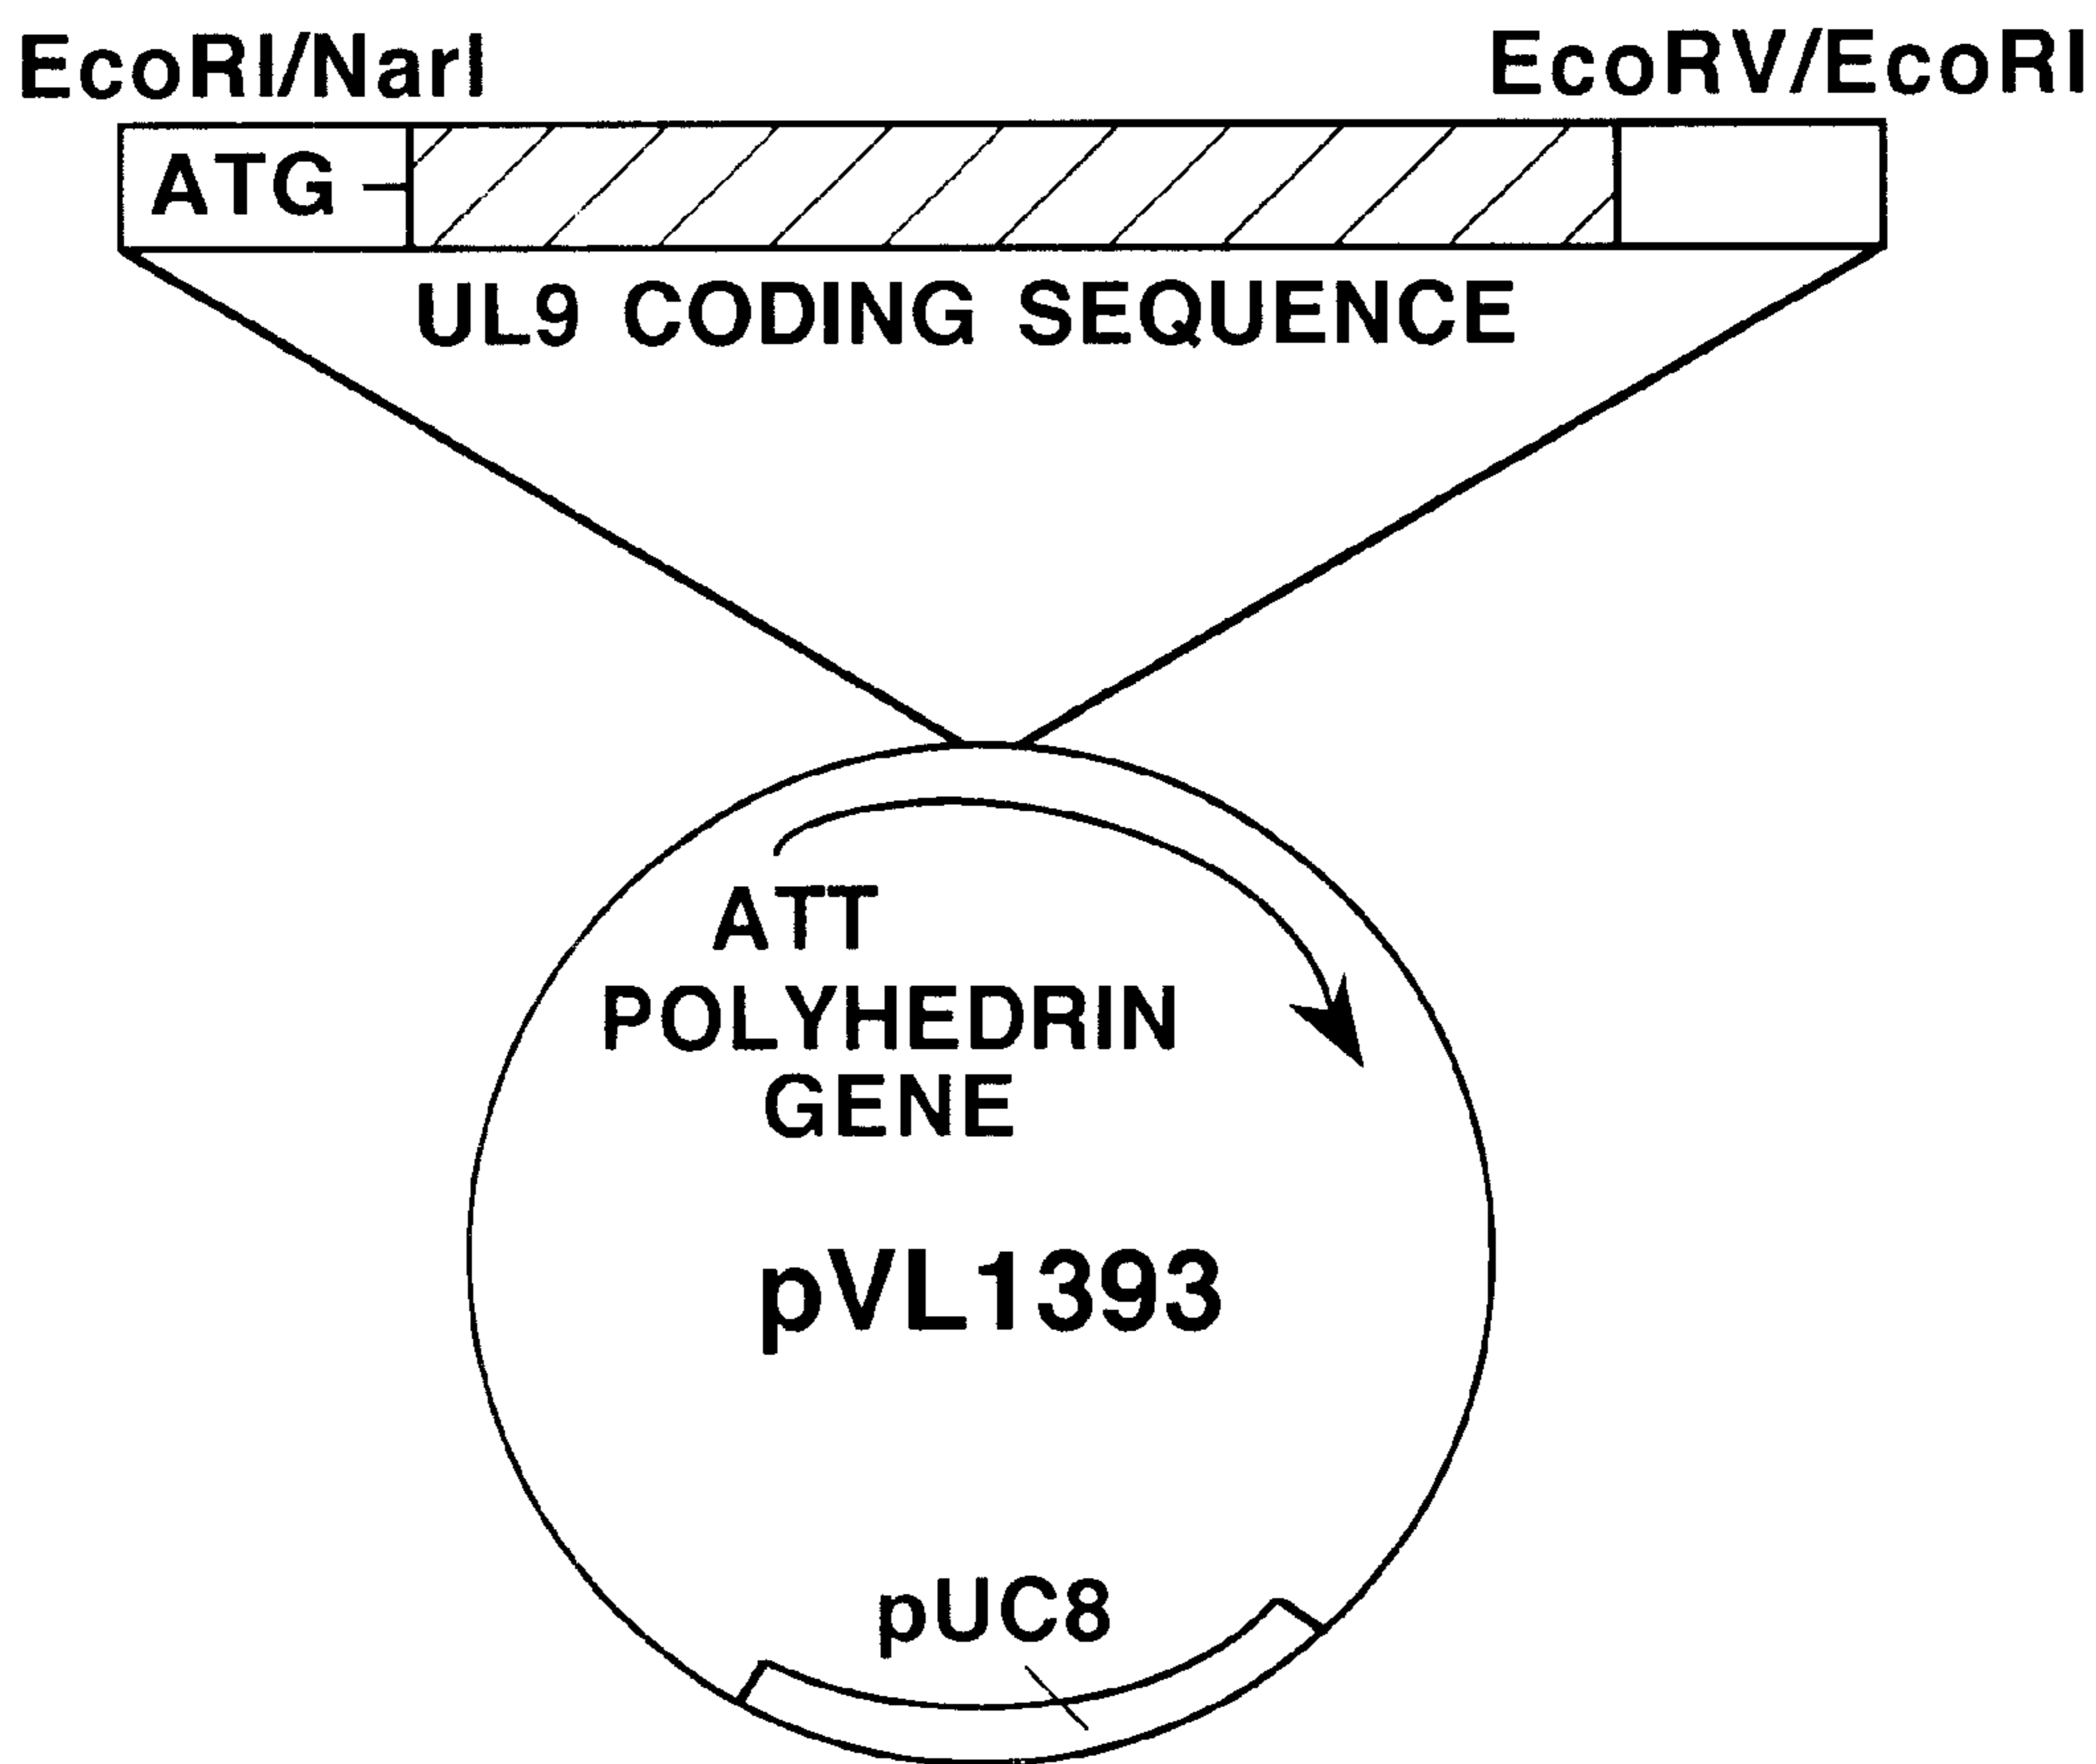 EcoRI/NarI EcoRV/EcoRI
ATG
UL9 CODING SEQUENCE
ATT
POLYHEDRIN
GENE
pVL1393
pUC8